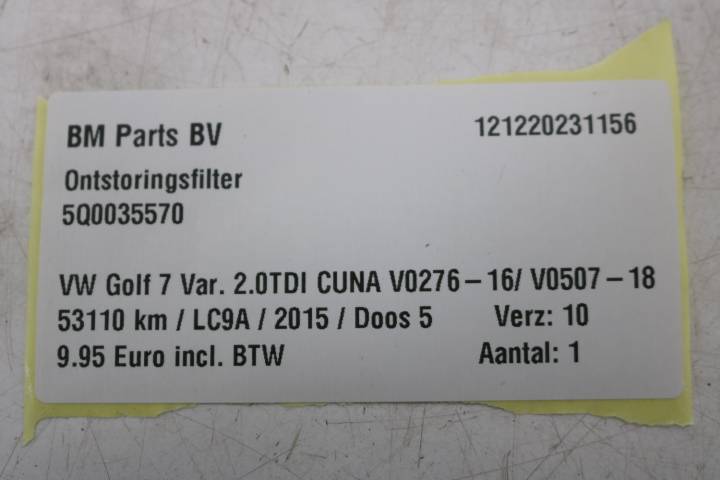 BM Parts BV 121220231156
Ontstoringsfilter
5Q0035570
VW Golf 7 Var. 2.0TDI CUNA V0276-16/ V0507-18
53110 km / LC9A / 2015 / Doos 5 Verz: 10
9.95 Euro incl. BTW Aantal: 1